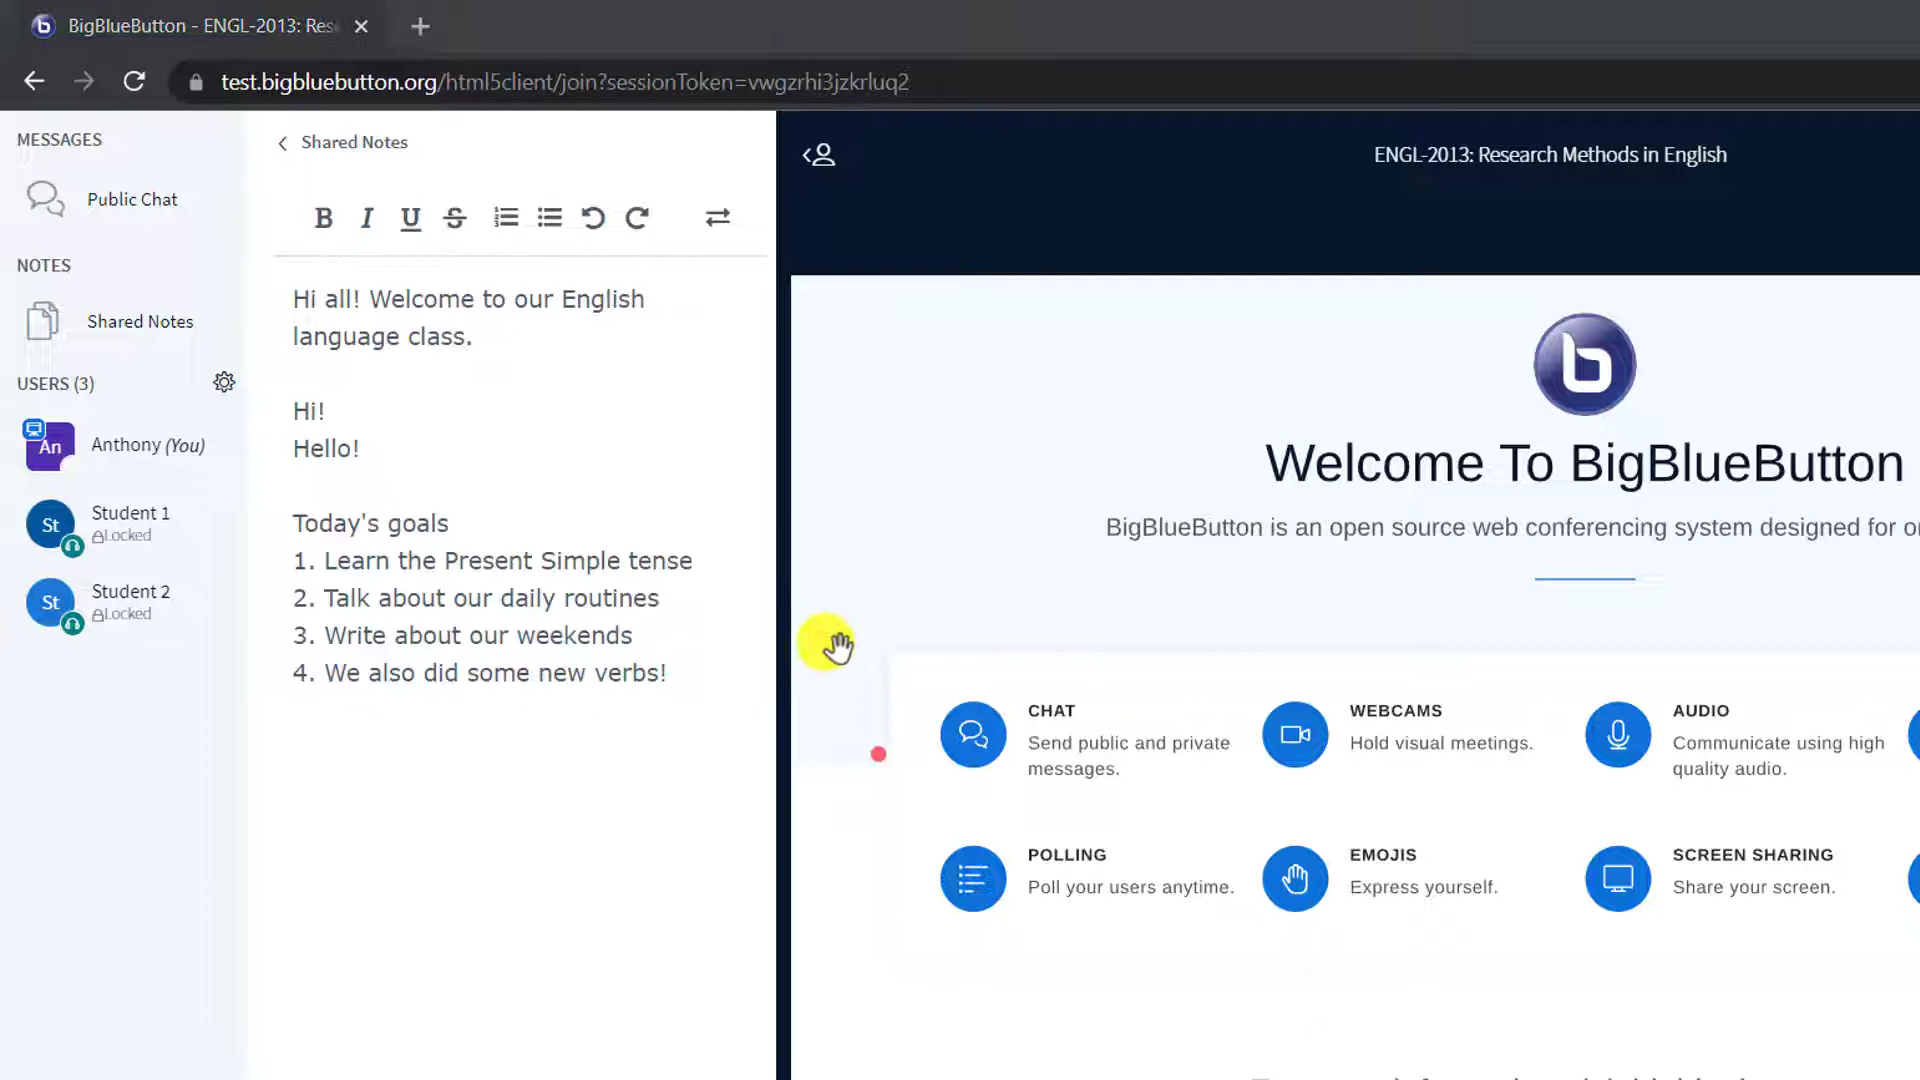 BigBlueButton - ENGL-2013: Res
test.bigbluebutton.org/html5client/join?sessionToken=vwgzrhi3jzkrluq2
MESSAGES
Public Chat
NOTES
Shared Notes
USERS (3)
An
Anthony (You)
St
Student 1
Locked
St
Student 2
Locked
Shared Notes
B I U S
Hi all! Welcome to our English
language class.
Hi!
Hello!
Today's goals
1. Learn the Present Simple tense
2. Talk about our daily routines
3. Write about our weekends
4. We also did some new verbs!
ENGL-2013: Research Methods in English
Welcome To BigBlueButton
BigBlueButton is an open source web conferencing system designed for
CHAT
Send public and private
messages.
WEBCAMS
Hold visual meetings.
AUDIO
Communicate using high
quality audio.
POLLING
Poll your users anytime.
EMOJIS
Express yourself.
SCREEN SHARING
Share your screen.